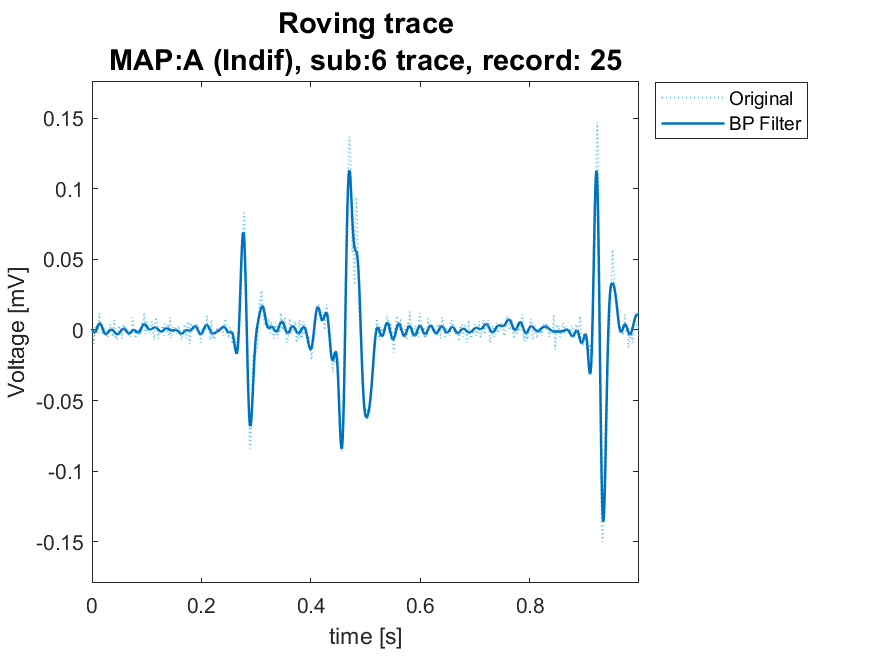 Roving trace
MAP:A (Indif), sub:6 trace, record: 25
Original
BP Filter
0.15
0.1
0.05
0
-0.05
-0.1
-0.15
Voltage [mV]
0 0.2 0.4 0.6 0.8
time [s]